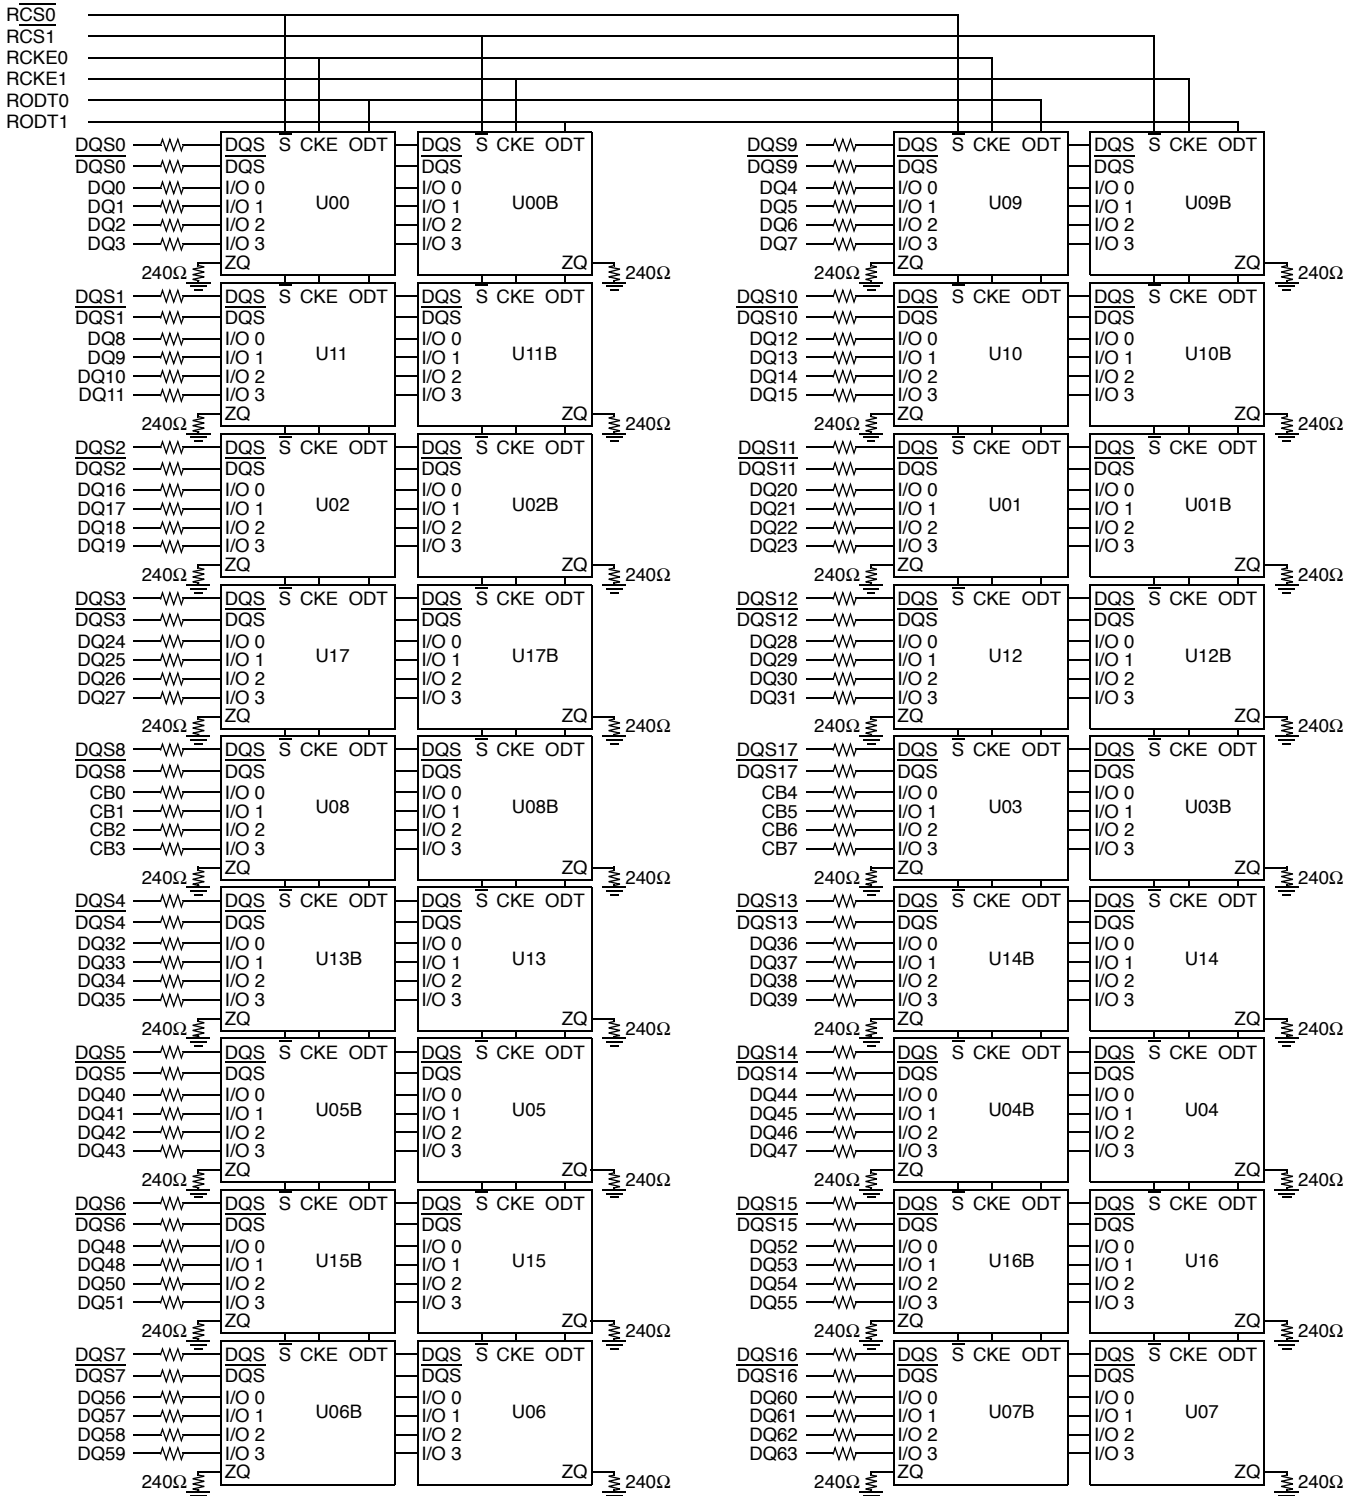 RCS0
RCS1
RCKE0
RCKE1
RODT0
RODT1
DQS0 DQS S CKE ODT DQS S CKE ODT DQS9 DQS S CKE ODT DQS S CKE ODT
DQS0 DQS DQS DQS9 DQS DQS
DQ0 I/O 0 I/O 0 DQ4 I/O 0 I/O 0
DQ1 I/O 1 U00 I/O 1 U00B DQ5 I/O 1 U09 I/O 1 U09B
DQ2 I/O 2 I/O 2 DQ6 I/O 2 I/O 2
DQ3 I/O 3 I/O 3 DQ7 I/O 3 I/O 3
240Ω ZQ ZQ 240Ω 240Ω ZQ ZQ 240Ω
DQS1 DQS S CKE ODT DQS S CKE ODT DQS10 DQS S CKE ODT DQS S CKE ODT
DQS1 DQS DQS DQS10 DQS DQS
DQ8 I/O 0 I/O 0 DQ12 I/O 0 I/O 0
DQ9 I/O 1 U11 I/O 1 U11B DQ13 I/O 1 U10 I/O 1 U10B
DQ10 I/O 2 I/O 2 DQ14 I/O 2 I/O 2
DQ11 I/O 3 I/O 3 DQ15 I/O 3 I/O 3
240Ω ZQ ZQ 240Ω 240Ω ZQ ZQ 240Ω
DQS2 DQS S CKE ODT DQS S CKE ODT DQS11 DQS S CKE ODT DQS S CKE ODT
DQS2 DQS DQS DQS11 DQS DQS
DQ16 I/O 0 I/O 0 DQ20 I/O 0 I/O 0
DQ17 I/O 1 U02 I/O 1 U02B DQ21 I/O 1 U01 I/O 1 U01B
DQ18 I/O 2 I/O 2 DQ22 I/O 2 I/O 2
DQ19 I/O 3 I/O 3 DQ23 I/O 3 I/O 3
240Ω ZQ ZQ 240Ω 240Ω ZQ ZQ 240Ω
DQS3 DQS S CKE ODT DQS S CKE ODT DQS12 DQS S CKE ODT DQS S CKE ODT
DQS3 DQS DQS DQS12 DQS DQS
DQ24 I/O 0 I/O 0 DQ28 I/O 0 I/O 0
DQ25 I/O 1 U17 I/O 1 U17B DQ29 I/O 1 U12 I/O 1 U12B
DQ26 I/O 2 I/O 2 DQ30 I/O 2 I/O 2
DQ27 I/O 3 I/O 3 DQ31 I/O 3 I/O 3
240Ω ZQ ZQ 240Ω 240Ω ZQ ZQ 240Ω
DQS8 DQS S CKE ODT DQS S CKE ODT DQS17 DQS S CKE ODT DQS S CKE ODT
DQS8 DQS DQS DQS17 DQS DQS
CB0 I/O 0 I/O 0 CB4 I/O 0 I/O 0
CB1 I/O 1 U08 I/O 1 U08B CB5 I/O 1 U03 I/O 1 U03B
CB2 I/O 2 I/O 2 CB6 I/O 2 I/O 2
CB3 I/O 3 I/O 3 CB7 I/O 3 I/O 3
240Ω ZQ ZQ 240Ω 240Ω ZQ ZQ 240Ω
DQS4 DQS S CKE ODT DQS S CKE ODT DQS13 DQS S CKE ODT DQS S CKE ODT
DQS4 DQS DQS DQS13 DQS DQS
DQ32 I/O 0 I/O 0 DQ36 I/O 0 I/O 0
DQ33 I/O 1 U13B I/O 1 U13 DQ37 I/O 1 U14B I/O 1 U14
DQ34 I/O 2 I/O 2 DQ38 I/O 2 I/O 2
DQ35 I/O 3 I/O 3 DQ39 I/O 3 I/O 3
240Ω ZQ ZQ 240Ω 240Ω ZQ ZQ 240Ω
DQS5 DQS S CKE ODT DQS S CKE ODT DQS14 DQS S CKE ODT DQS S CKE ODT
DQS5 DQS DQS DQS14 DQS DQS
DQ40 I/O 0 I/O 0 DQ44 I/O 0 I/O 0
DQ41 I/O 1 U05B I/O 1 U05 DQ45 I/O 1 U04B I/O 1 U04
DQ42 I/O 2 I/O 2 DQ46 I/O 2 I/O 2
DQ43 I/O 3 I/O 3 DQ47 I/O 3 I/O 3
240Ω ZQ ZQ 240Ω 240Ω ZQ ZQ 240Ω
DQS6 DQS S CKE ODT DQS S CKE ODT DQS15 DQS S CKE ODT DQS S CKE ODT
DQS6 DQS DQS DQS15 DQS DQS
DQ48 I/O 0 I/O 0 DQ52 I/O 0 I/O 0
DQ48 I/O 1 U15B I/O 1 U15 DQ53 I/O 1 U16B I/O 1 U16
DQ50 I/O 2 I/O 2 DQ54 I/O 2 I/O 2
DQ51 I/O 3 I/O 3 DQ55 I/O 3 I/O 3
240Ω ZQ ZQ 240Ω 240Ω ZQ ZQ 240Ω
DQS7 DQS S CKE ODT DQS S CKE ODT DQS16 DQS S CKE ODT DQS S CKE ODT
DQS7 DQS DQS DQS16 DQS DQS
DQ56 I/O 0 I/O 0 DQ60 I/O 0 I/O 0
DQ57 I/O 1 U06B I/O 1 U06 DQ61 I/O 1 U07B I/O 1 U07
DQ58 I/O 2 I/O 2 DQ62 I/O 2 I/O 2
DQ59 I/O 3 I/O 3 DQ63 I/O 3 I/O 3
240Ω ZQ ZQ 240Ω 240Ω ZQ ZQ 240Ω